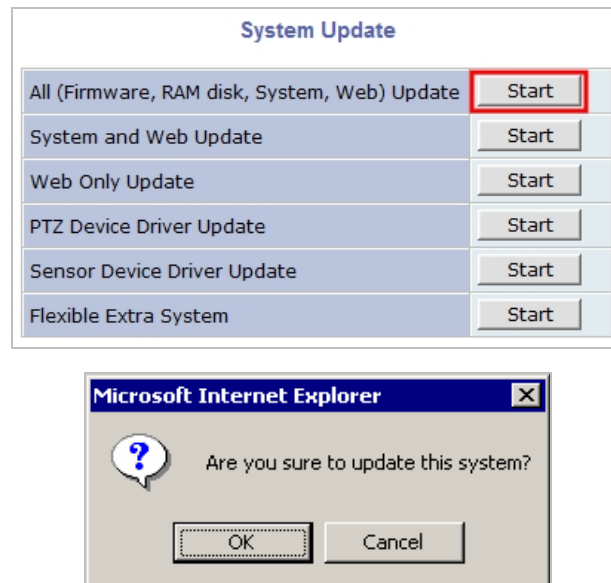 System Update
All (Firmware, RAM disk, System, Web) Update Start
System and Web Update Start
Web Only Update Start
PTZ Device Driver Update Start
Sensor Device Driver Update Start
Flexible Extra System Start
Microsoft Internet Explorer
Are you sure to update this system?
OK Cancel